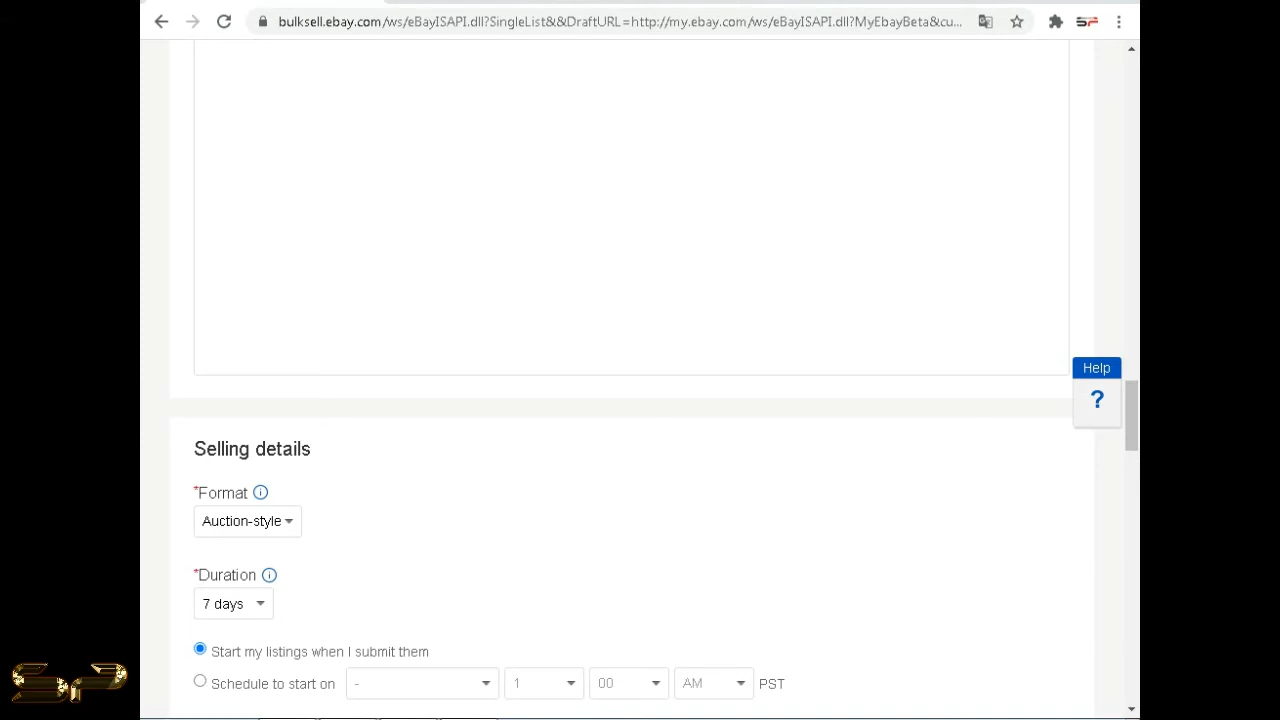 bulksell.ebay.com/ws/eBayISAPI.dll?SingleList&&DraftURL=http://my.ebay.com/ws/eBayISAPI.dll?MyEbayBeta&cu...
Help
?
Selling details
*Format
Auction-style
*Duration
7 days
Start my listings when I submit them
Schedule to start on - 1 00 AM PST